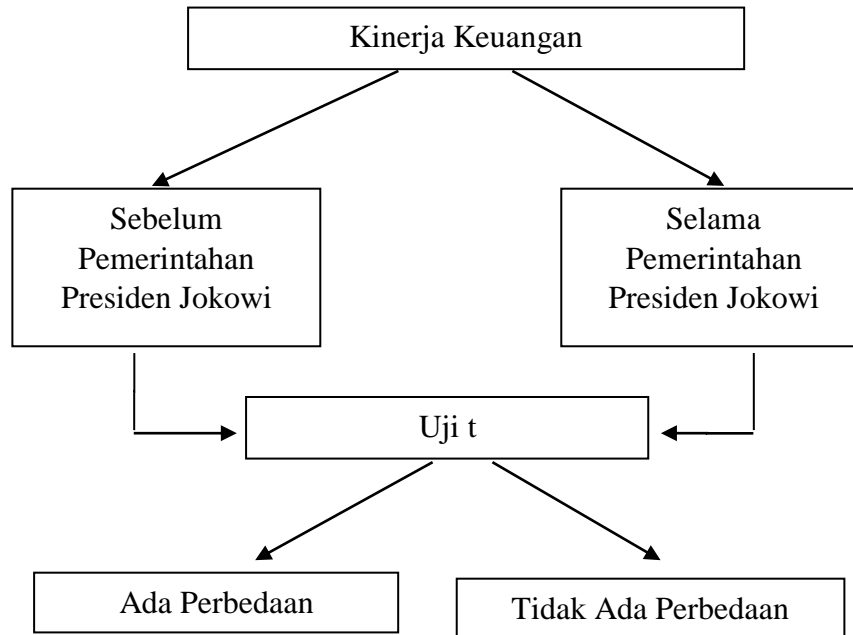 Kinerja Keuangan
Sebelum
Pemerintahan
Presiden Jokowi
Selama
Pemerintahan
Presiden Jokowi
Uji t
Ada Perbedaan
Tidak Ada Perbedaan